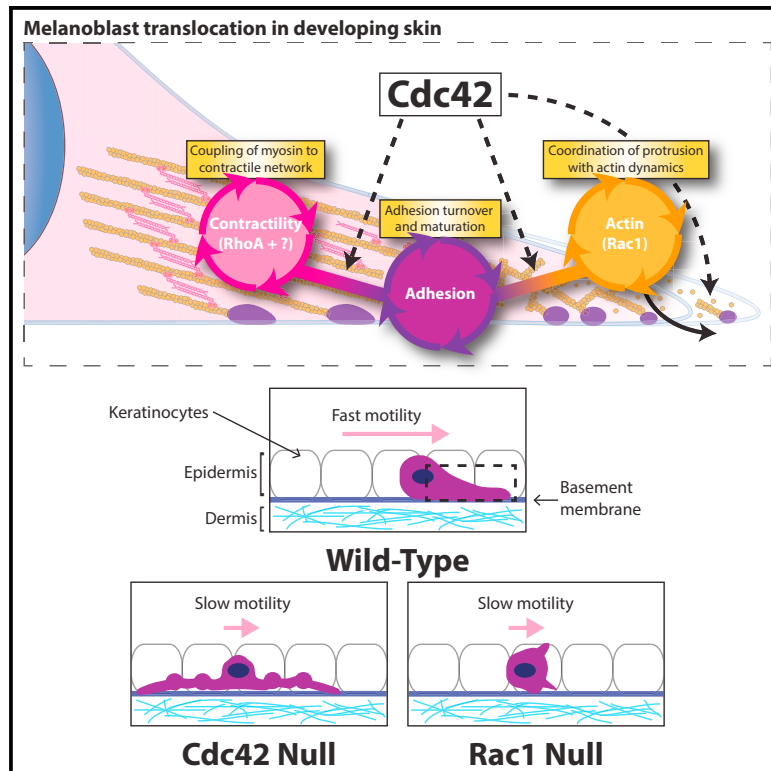 Melanoblast translocation in developing skin
Cdc42
Coupling of myosin to
contractile network
Coordination of protrusion
with actin dynamics
Contractility
(RhoA + ?)
Adhesion turnover
and maturation
Actin
(Rac1)
Adhesion
Keratinocytes
Fast motility
Epidermis
Dermis
Basement
membrane
Wild-Type
Slow motility
Slow motility
Cdc42 Null
Rac1 Null